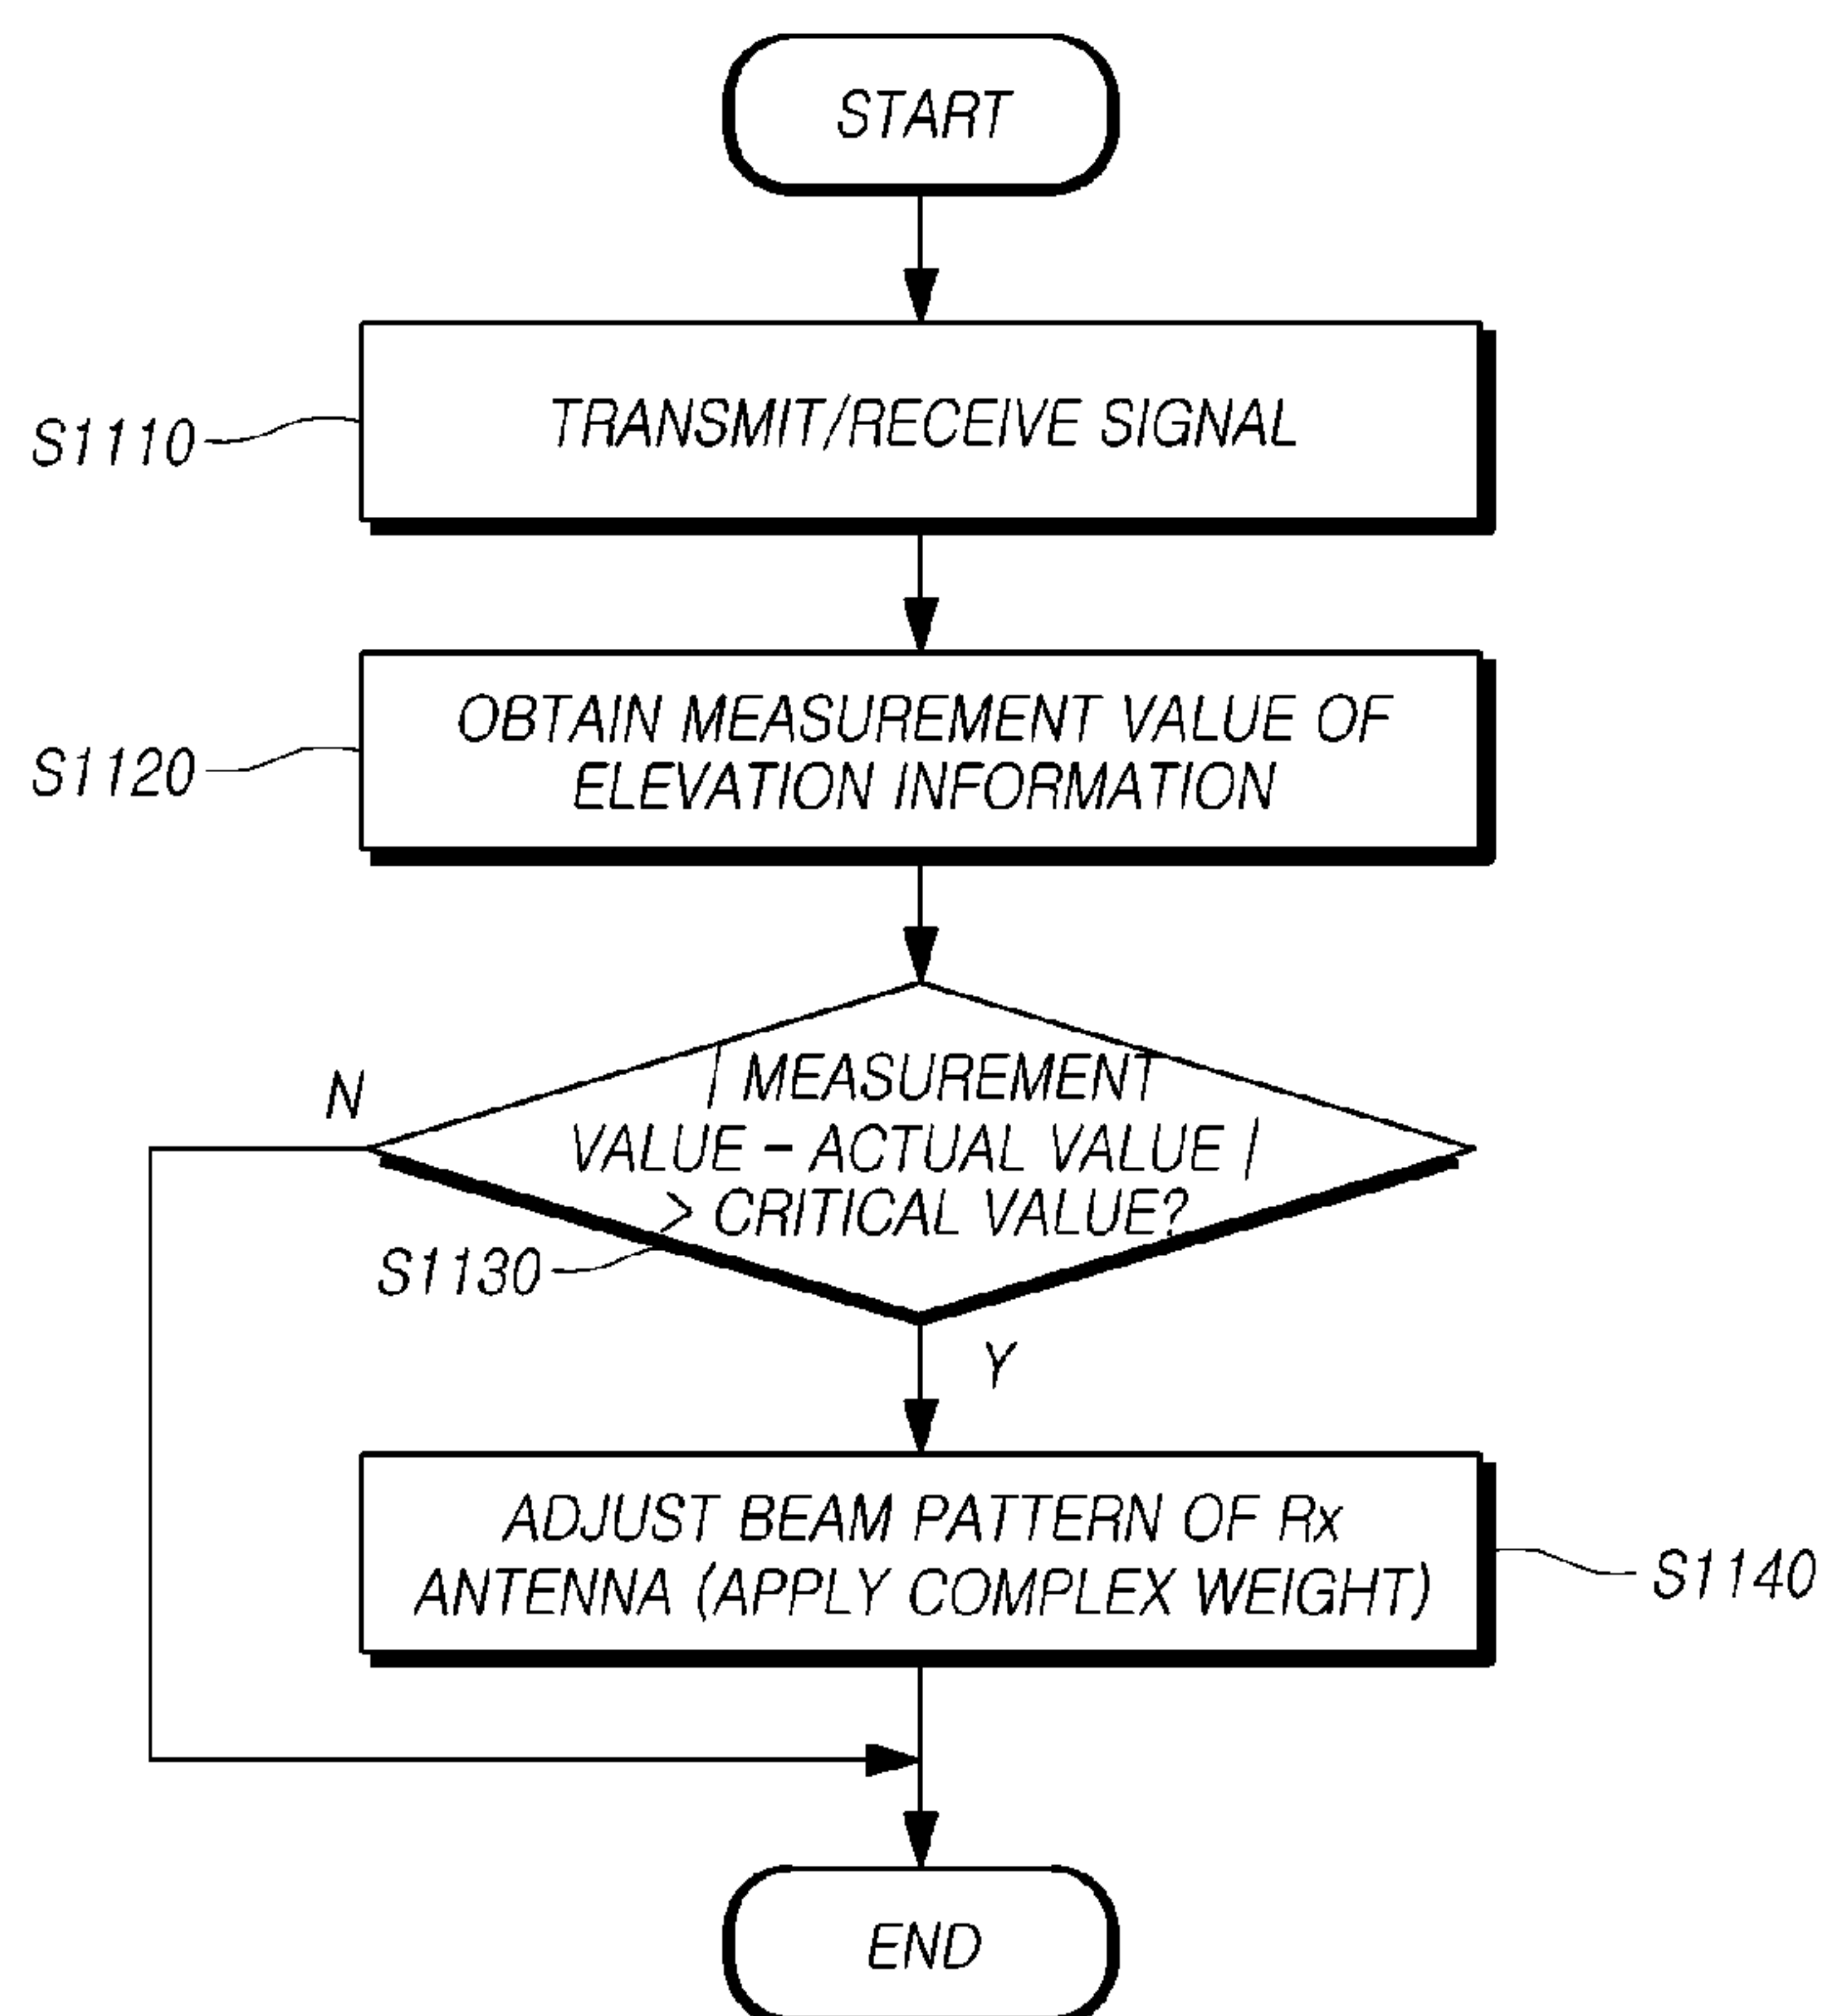 START
TRANSMIT/RECEIVE SIGNAL
S1110
OBTAIN MEASUREMENT VALUE OF
ELEVATION INFORMATION
S1120
N
| MEASUREMENT
VALUE – ACTUAL VALUE |
> CRITICAL VALUE?
S1130
Y
ADJUST BEAM PATTERN OF Rx
ANTENNA (APPLY COMPLEX WEIGHT)
S1140
END